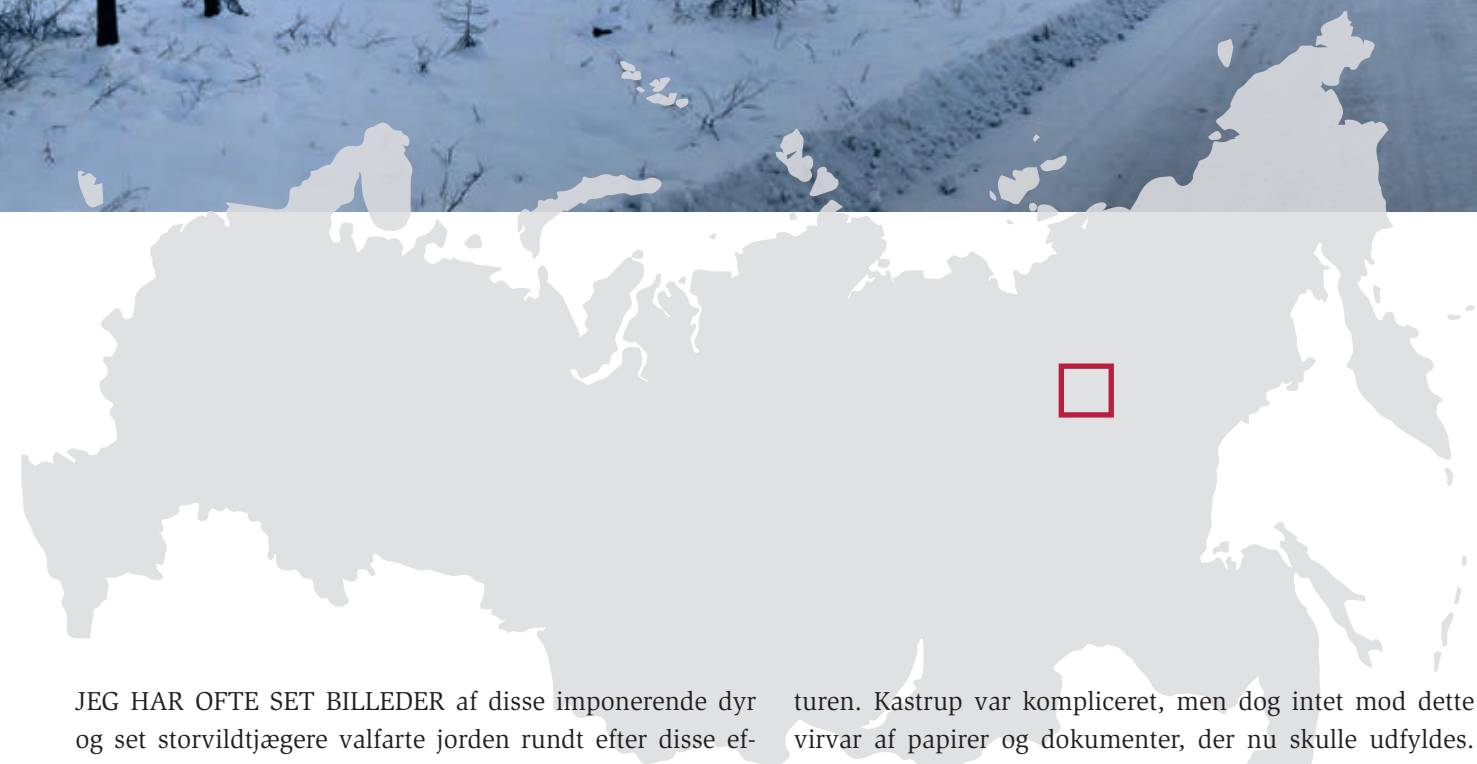 JEG HAR OFTE SET BILLEDER af disse imponerende dyr
og set storvildtjægere valfarte jorden rundt efter disse ef-
turen. Kastrup var kompliceret, men dog intet mod dette
virvar af papirer og dokumenter, der nu skulle udfyldes.